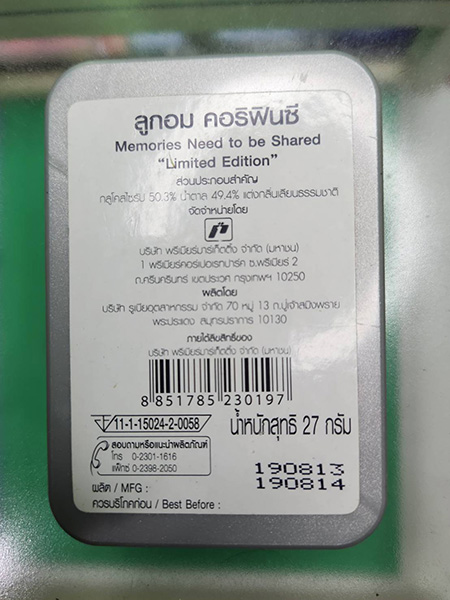 ลูกอม คอริฟินซี
Memories Need to be Shared
“Limited Edition”
ส่วนประกอบสำคัญ
กลูโคสไซรัป 50.3% น้ำตาล 49.4% แต่งกลิ่นเลียนธรรมชาติ
จัดจำหน่ายโดย
บริษัท พรีเมียร์มาร์เก็ตติ้ง จำกัด (มหาชน)
1 พรีเมียร์คอร์เปอเรทปาร์ค ซ.พรีเมียร์ 2
ถ.ศรีนครินทร์ เขตประเวศ กรุงเทพฯ 10250
ผลิตโดย
บริษัท รูเบียอุตสาหกรรม จำกัด 70 หมู่ 13 ถ.ปู่เจ้าสมิงพราย
พระประแดง สมุทรปราการ 10130
ภายใต้ลิขสิทธิ์ของ
บริษัท พรีเมียร์มาร์เก็ตติ้ง จำกัด (มหาชน)
8 851785 230197
11-1-15024-2-0058
น้ำหนักสุทธิ 27 กรัม
สอบถามหรือแนะนำผลิตภัณฑ์
โทร 0-2301-1616
แฟ็กซ์ 0-2398-2050
ผลิต / MFG : 190813
ควรบริโภคก่อน / Best Before : 190814